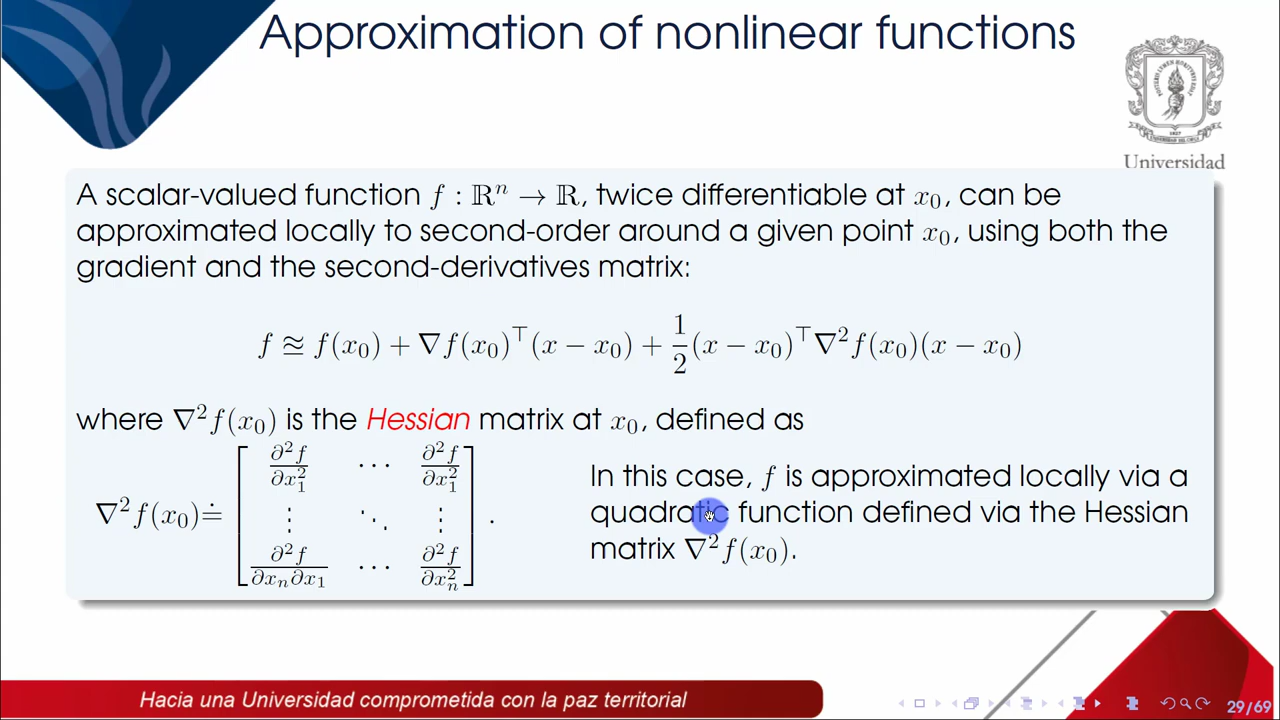 Approximation of nonlinear functions
Universidad
A scalar-valued function f : ℝⁿ → ℝ, twice differentiable at x₀, can be
approximated locally to second-order around a given point x₀, using both the
gradient and the second-derivatives matrix:
f ≊ f(x₀) + ∇f(x₀)⊤(x − x₀) + 1/2 (x − x₀)⊤∇²f(x₀)(x − x₀)
where ∇²f(x₀) is the Hessian matrix at x₀, defined as
∇²f(x₀) ≐ [ ∂²f/∂x₁² ⋯ ∂²f/∂x₁² ; ⋮ ⋱ ⋮ ; ∂²f/∂xₙ∂x₁ ⋯ ∂²f/∂xₙ² ] .
In this case, f is approximated locally via a
quadratic function defined via the Hessian
matrix ∇²f(x₀).
Hacia una Universidad comprometida con la paz territorial
29/69